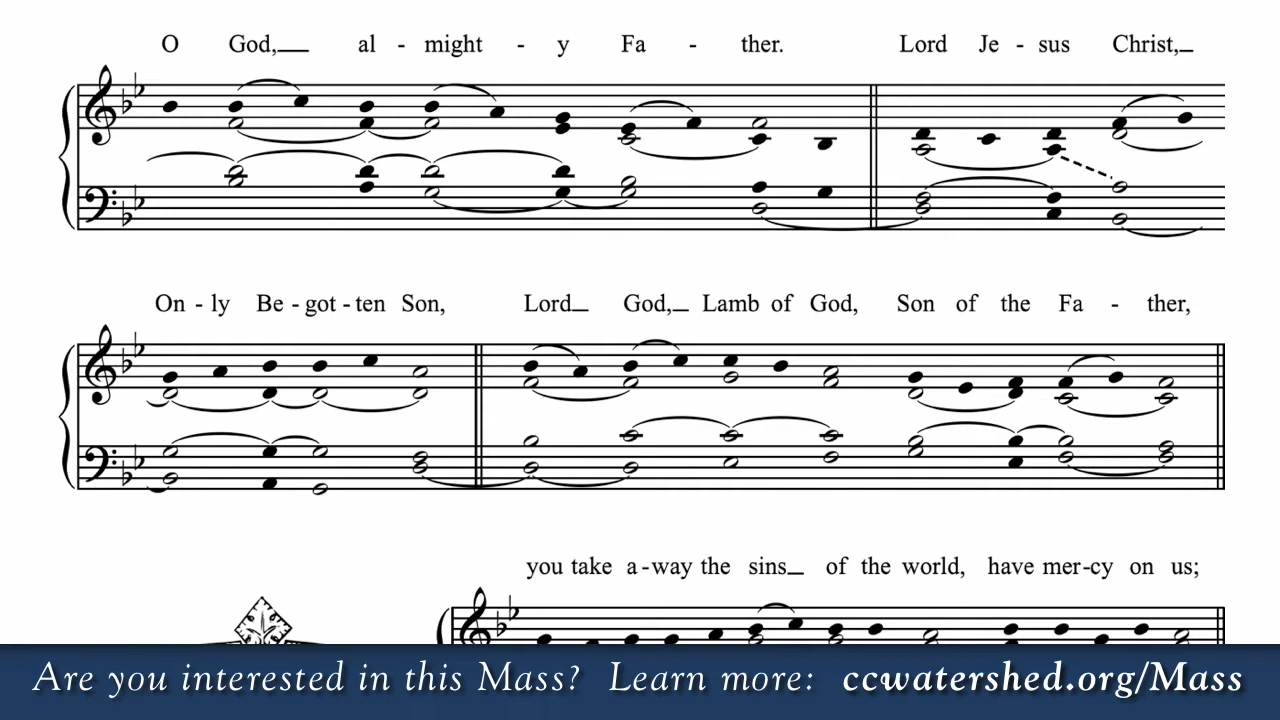 O God, al - might - y Fa - ther. Lord Je - sus Christ,
On - ly Be - got - ten Son, Lord God, Lamb of God, Son of the Fa - ther,
you take a - way the sins of the world, have mer - cy on us;
Are you interested in this Mass? Learn more: ccwatershed.org/Mass